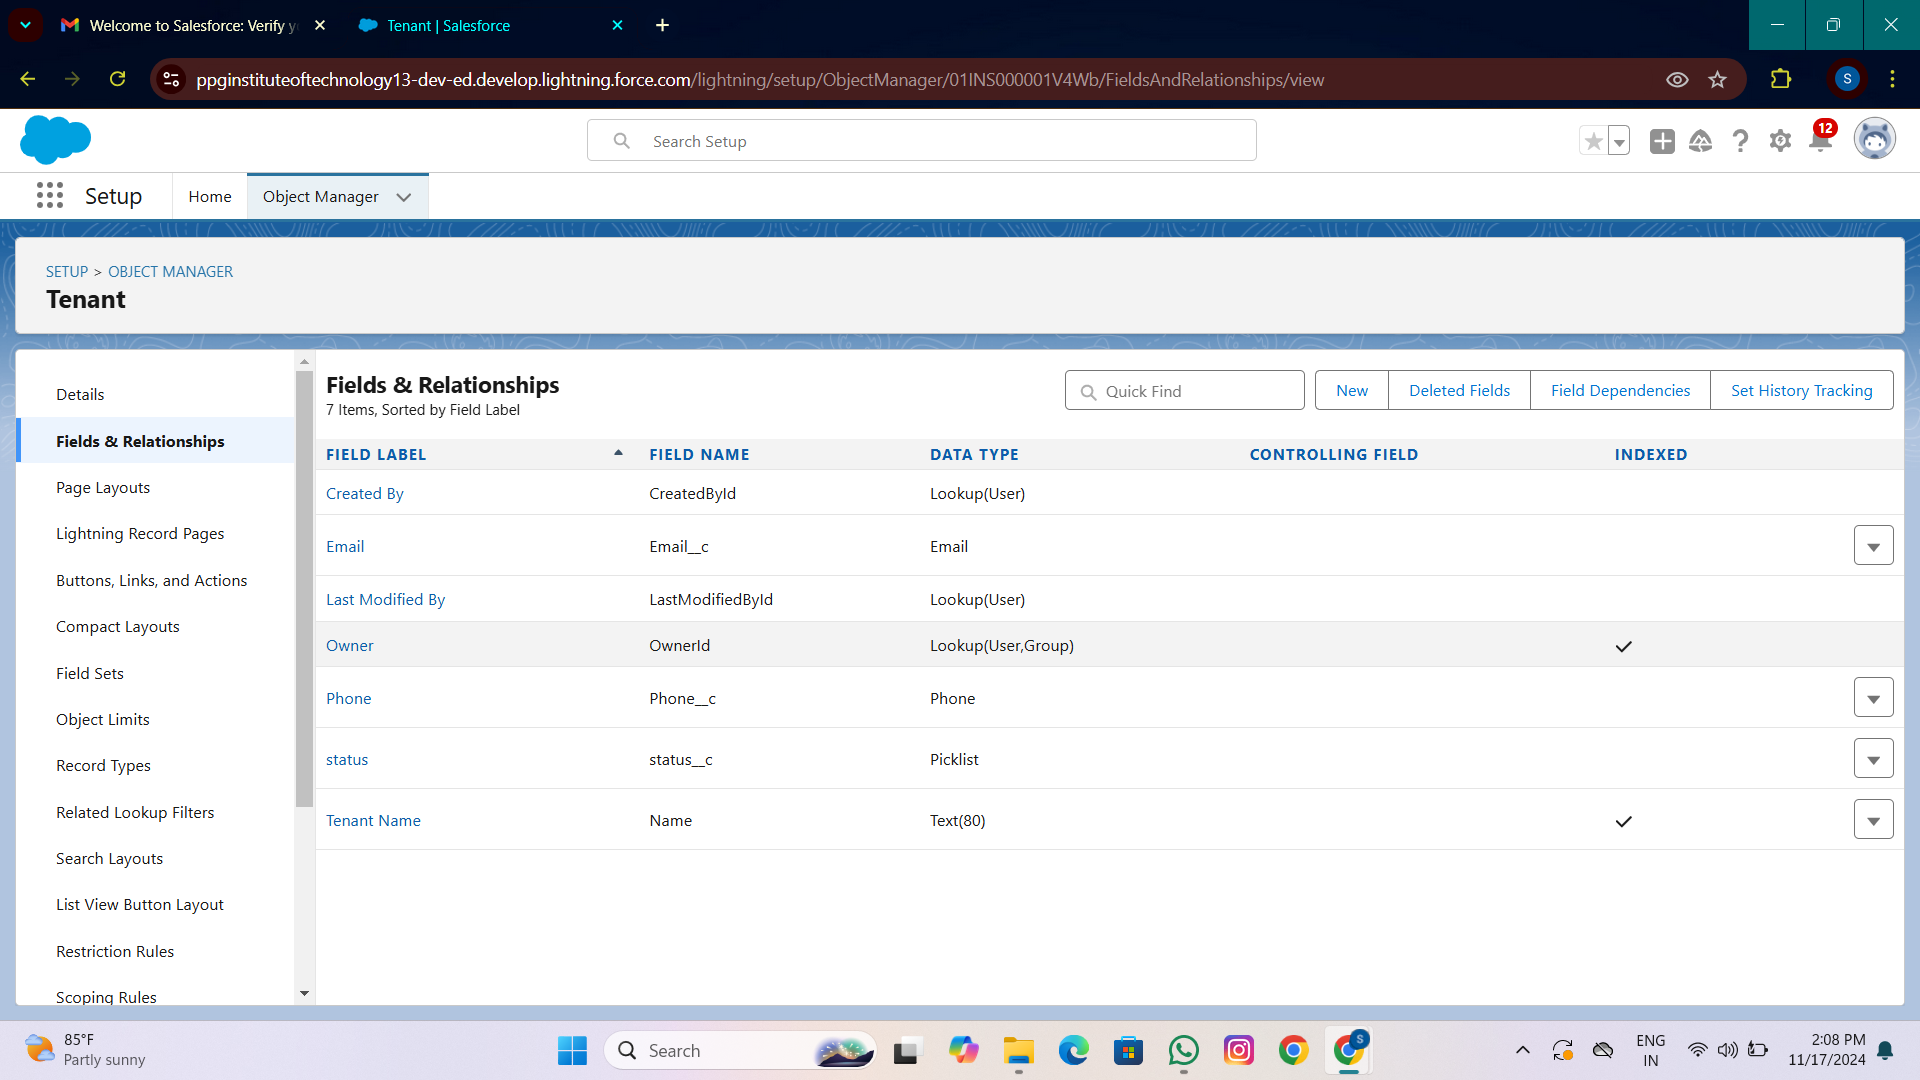 Welcome to Salesforce: Verify y
Tenant | Salesforce
ppginstituteoftechnology13-dev-ed.develop.lightning.force.com/lightning/setup/ObjectManager/01INS000001V4Wb/FieldsAndRelationships/view
S
Search Setup
12
Setup
Home
Object Manager
SETUP > OBJECT MANAGER
Tenant
Details
Fields & Relationships
Page Layouts
Lightning Record Pages
Buttons, Links, and Actions
Compact Layouts
Field Sets
Object Limits
Record Types
Related Lookup Filters
Search Layouts
List View Button Layout
Restriction Rules
Scoping Rules
Fields & Relationships
7 Items, Sorted by Field Label
Quick Find
New
Deleted Fields
Field Dependencies
Set History Tracking
FIELD LABEL FIELD NAME DATA TYPE CONTROLLING FIELD INDEXED
Created By CreatedById Lookup(User)
Email Email__c Email
Last Modified By LastModifiedById Lookup(User)
Owner OwnerId Lookup(User,Group)
Phone Phone__c Phone
status status__c Picklist
Tenant Name Name Text(80)
85°F
Partly sunny
Search
S
ENG
IN
2:08 PM
11/17/2024